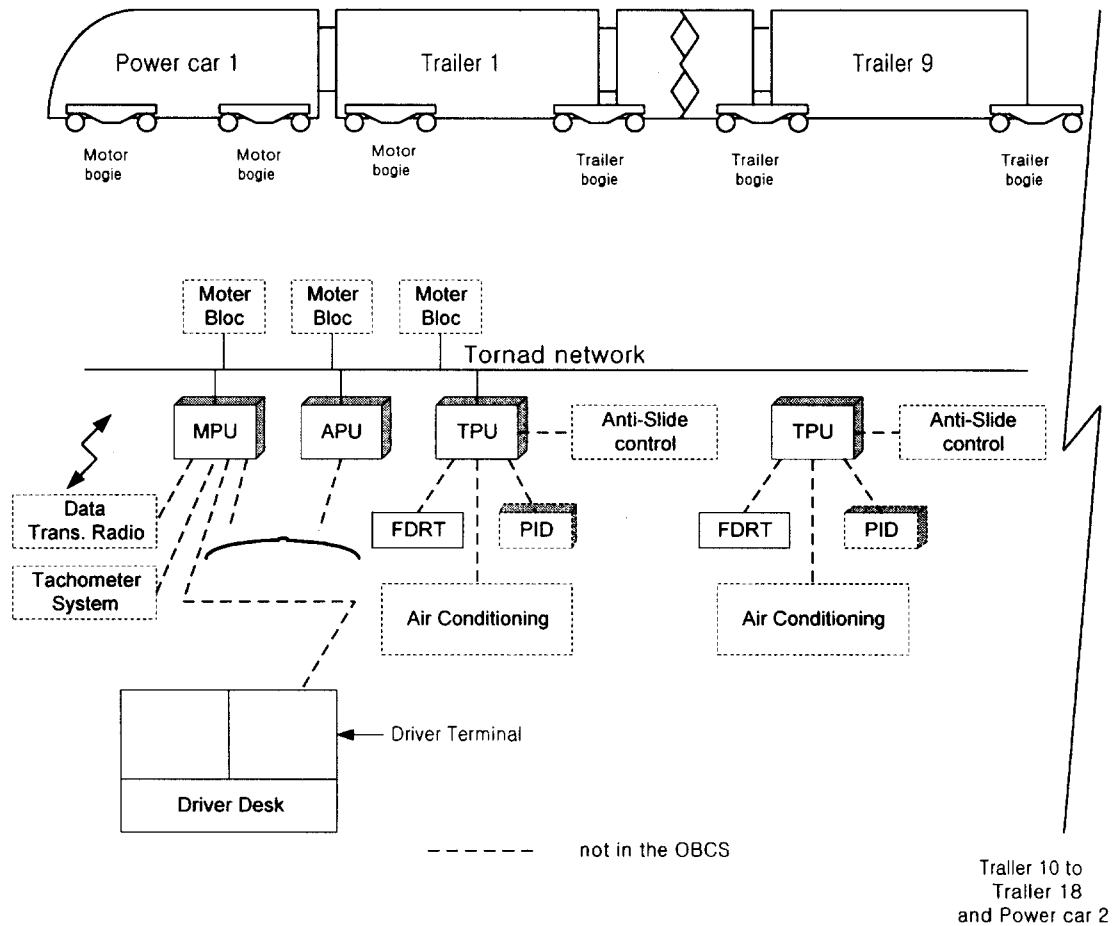 Power car 1
Trailer 1
Trailer 9
Motor
bogie
Motor
bogie
Motor
bogie
Trailer
bogie
Trailer
bogie
Trailer
bogie
Moter
Bloc
Moter
Bloc
Moter
Bloc
Tornad network
MPU
APU
TPU
Anti-Slide
control
TPU
Anti-Slide
control
Data
Trans. Radio
FDRT
PID
FDRT
PID
Tachometer
System
Air Conditioning
Air Conditioning
Driver Terminal
Driver Desk
not in the OBCS
Traller 10 to
Traller 18
and Power car 2